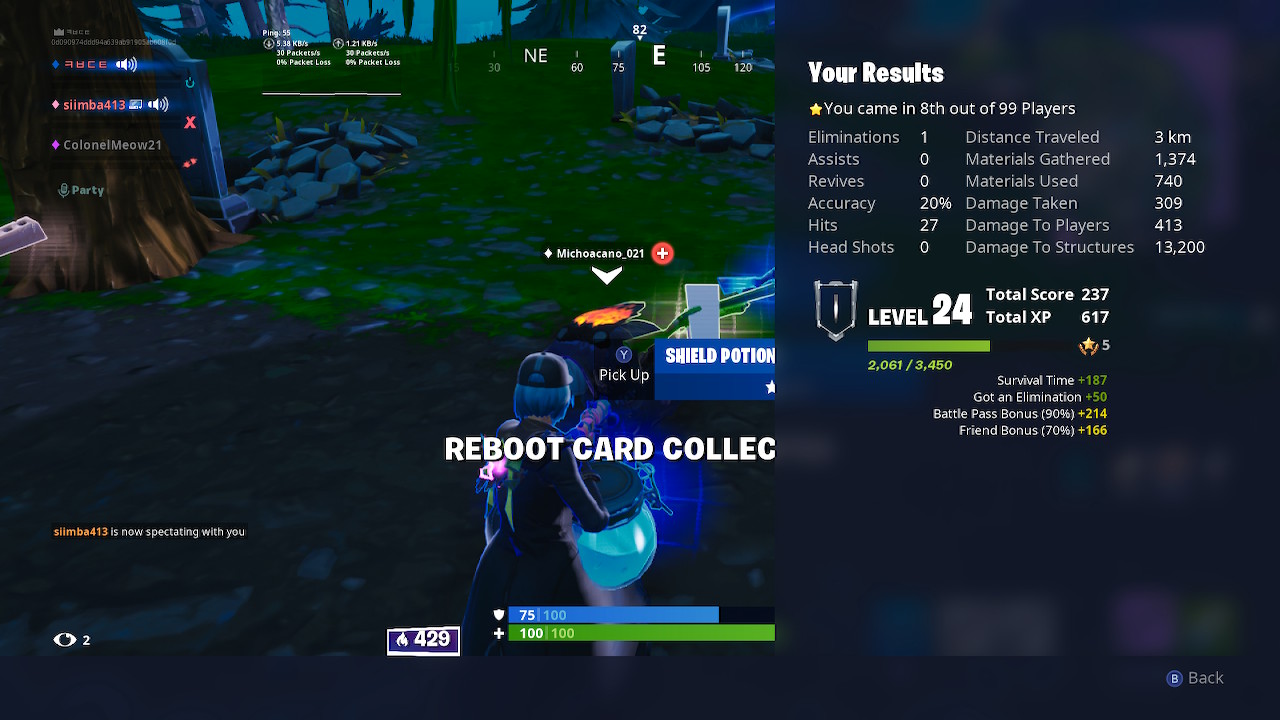 ㅋㅂㄷㄷ
ㅋㅂㄷㄷ
siimba413
X
ColonelMeow21
Party
Ping: 55
5.38 KB/s 1.21 KB/s
30 Packets/s 30 Packets/s
0% Packet Loss 0% Packet Loss
82
NE E
15 30 60 75 105 120
Michoacano_021
Y
Pick Up
SHIELD POTION
REBOOT CARD COLLEC
siimba413 is now spectating with you
2
429
75 | 100
100 | 100
Your Results
You came in 8th out of 99 Players
Eliminations 1 Distance Traveled 3 km
Assists 0 Materials Gathered 1,374
Revives 0 Materials Used 740
Accuracy 20% Damage Taken 309
Hits 27 Damage To Players 413
Head Shots 0 Damage To Structures 13,200
LEVEL 24
Total Score 237
Total XP 617
5
2,061 / 3,450
Survival Time +187
Got an Elimination +50
Battle Pass Bonus (90%) +214
Friend Bonus (70%) +166
B Back